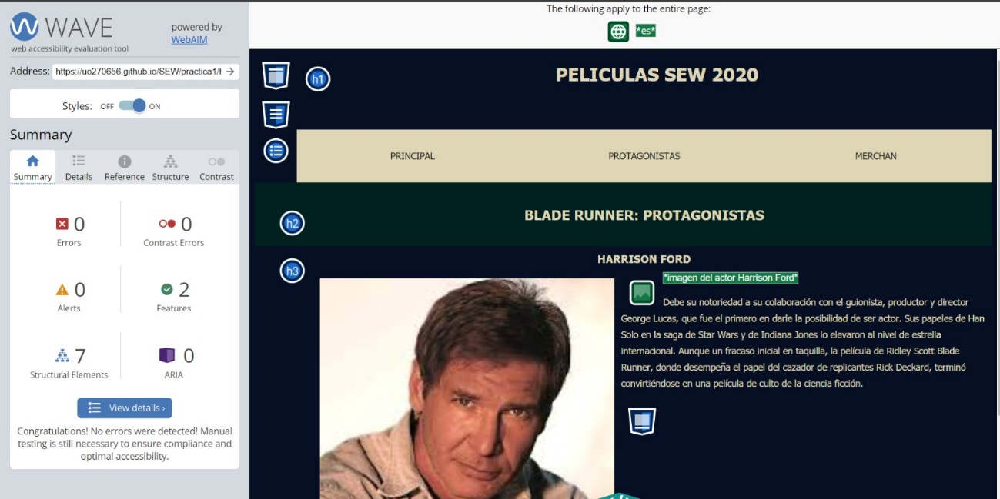 WAVE
powered by
WebAIM
web accessibility evaluation tool
Address: https://uo270656.github.io/SEW/practica1/
Styles: OFF ON
Summary
Summary Details Reference Structure Contrast
0 0
Errors Contrast Errors
0 2
Alerts Features
7 0
Structural Elements ARIA
View details ›
Congratulations! No errors were detected! Manual
testing is still necessary to ensure compliance and
optimal accessibility.
The following apply to the entire page:
*es*
h1 PELICULAS SEW 2020
PRINCIPAL PROTAGONISTAS MERCHAN
h2 BLADE RUNNER: PROTAGONISTAS
h3 HARRISON FORD
*imagen del actor Harrison Ford*
Debe su notoriedad a su colaboración con el guionista, productor y director
George Lucas, que fue el primero en darle la posibilidad de ser actor. Sus papeles de Han
Solo en la saga de Star Wars y de Indiana Jones lo elevaron al nivel de estrella
internacional. Aunque un fracaso inicial en taquilla, la película de Ridley Scott Blade
Runner, donde desempeña el papel del cazador de replicantes Rick Deckard, terminó
convirtiéndose en una película de culto de la ciencia ficción.